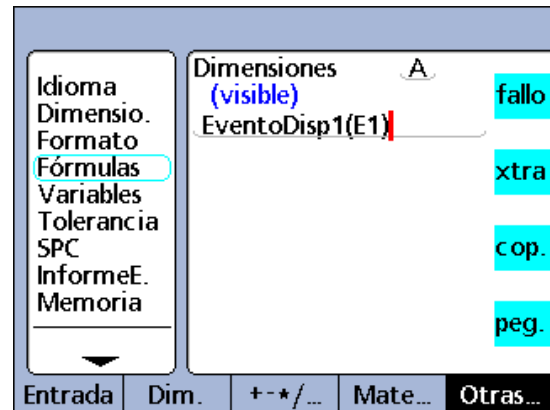 Idioma
Dimensio.
Formato
Fórmulas
Variables
Tolerancia
SPC
InformeE.
Memoria
Dimensiones A
(visible)
EventoDisp1(E1)
fallo
xtra
cop.
peg.
Entrada Dim. +-*/... Mate... Otras...